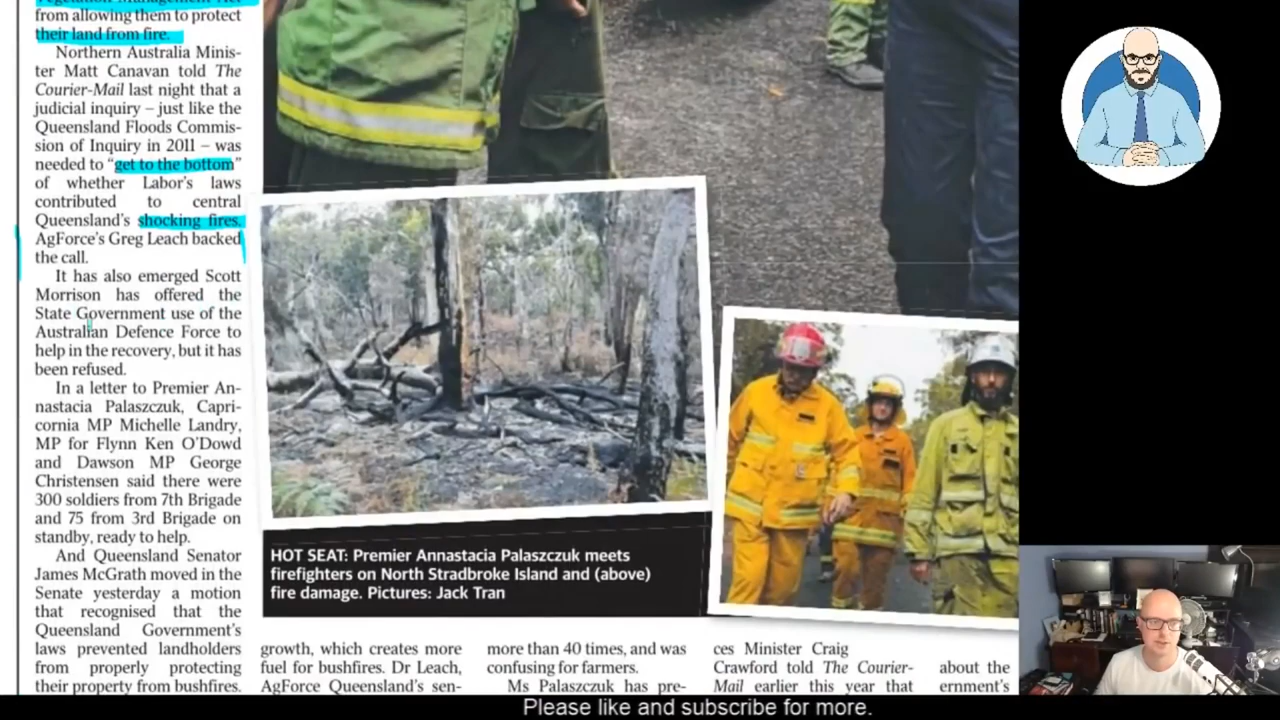 Vegetation Management Act
from allowing them to protect
their land from fire.
Northern Australia Minis-
ter Matt Canavan told The
Courier-Mail last night that a
judicial inquiry – just like the
Queensland Floods Commis-
sion of Inquiry in 2011 – was
needed to “get to the bottom”
of whether Labor’s laws
contributed to central
Queensland’s shocking fires.
AgForce’s Greg Leach backed
the call.
It has also emerged Scott
Morrison has offered the
State Government use of the
Australian Defence Force to
help in the recovery, but it has
been refused.
In a letter to Premier An-
nastacia Palaszczuk, Capri-
cornia MP Michelle Landry,
MP for Flynn Ken O’Dowd
and Dawson MP George
Christensen said there were
300 soldiers from 7th Brigade
and 75 from 3rd Brigade on
standby, ready to help.
And Queensland Senator
James McGrath moved in the
Senate yesterday a motion
that recognised that the
Queensland Government’s
laws prevented landholders
from properly protecting
their property from bushfires.
HOT SEAT: Premier Annastacia Palaszczuk meets
firefighters on North Stradbroke Island and (above)
fire damage. Pictures: Jack Tran
growth, which creates more
fuel for bushfires. Dr Leach,
AgForce Queensland’s sen-
more than 40 times, and was
confusing for farmers.
Ms Palaszczuk has pre-
ces Minister Craig
Crawford told The Courier-
Mail earlier this year that
about the
ernment’s
Please like and subscribe for more.